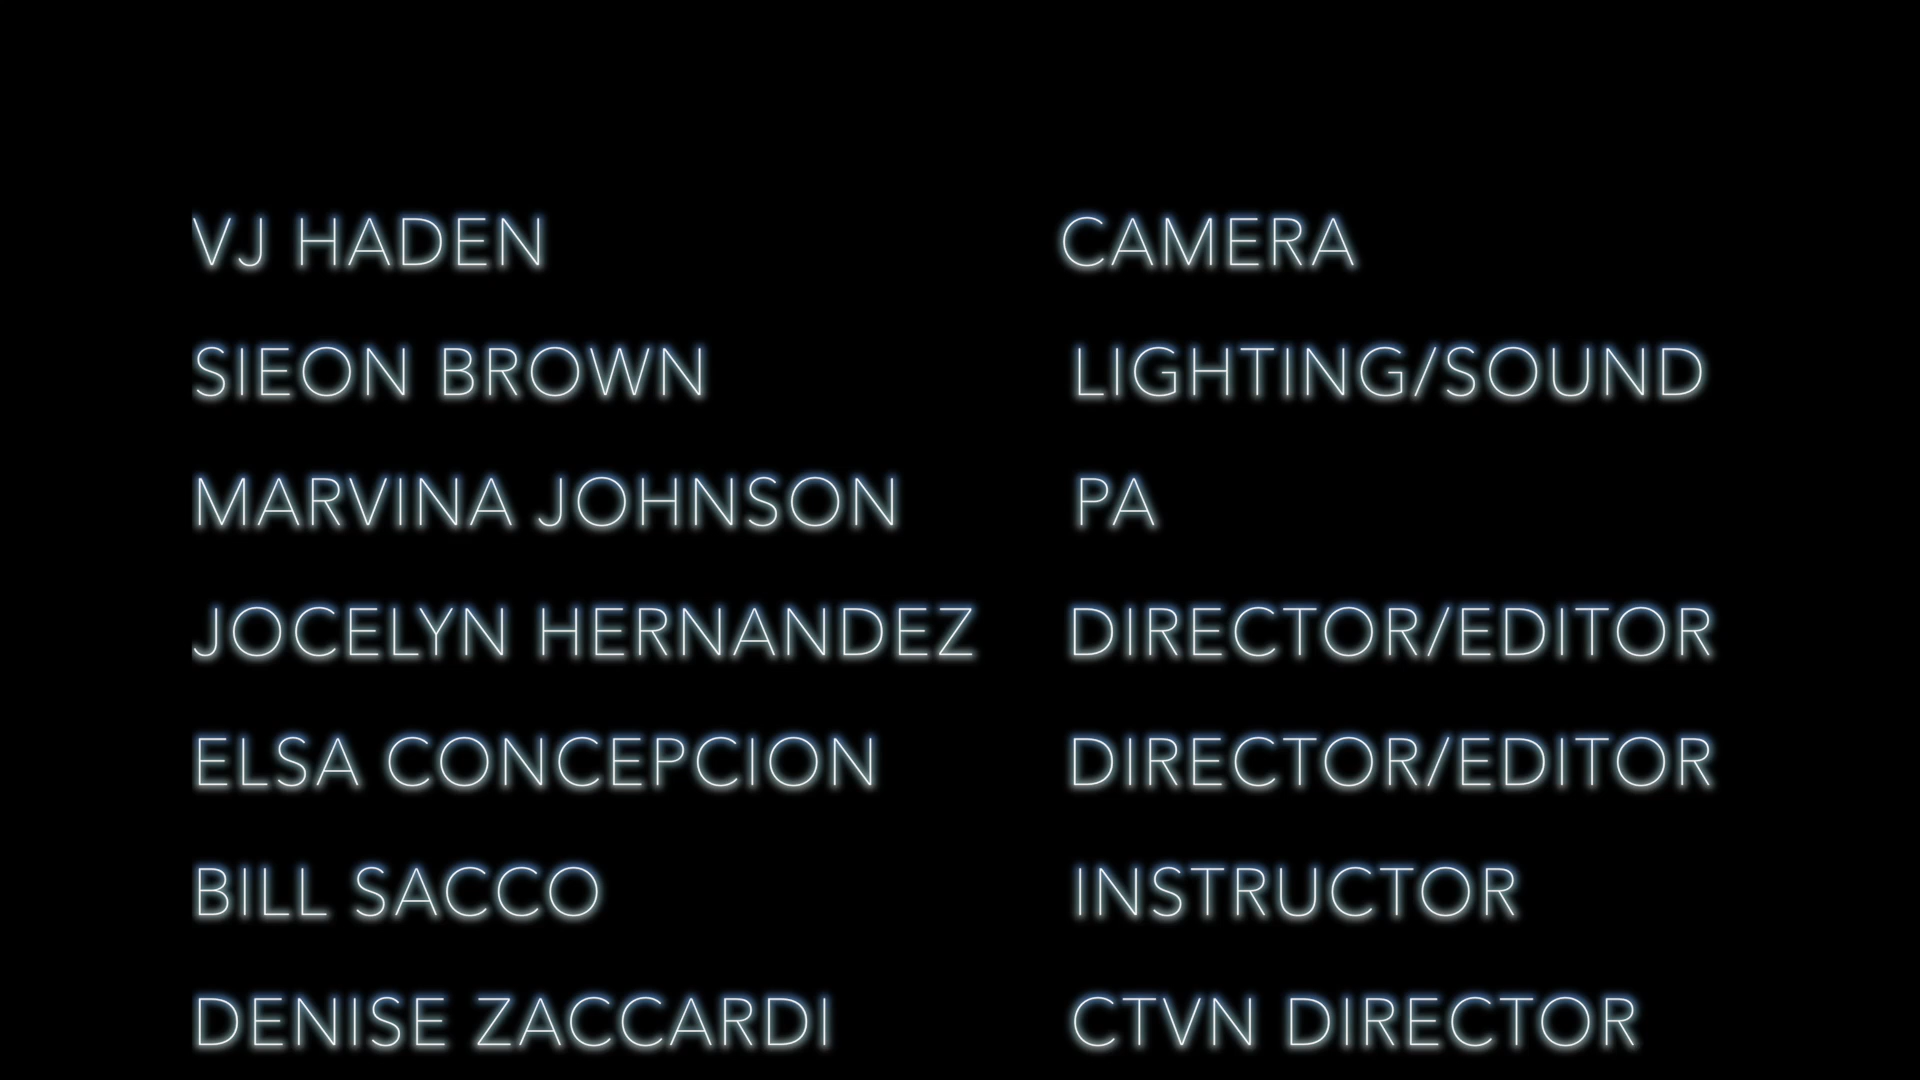 VJ HADEN CAMERA
SIEON BROWN LIGHTING/SOUND
MARVINA JOHNSON PA
JOCELYN HERNANDEZ DIRECTOR/EDITOR
ELSA CONCEPCION DIRECTOR/EDITOR
BILL SACCO INSTRUCTOR
DENISE ZACCARDI CTVN DIRECTOR